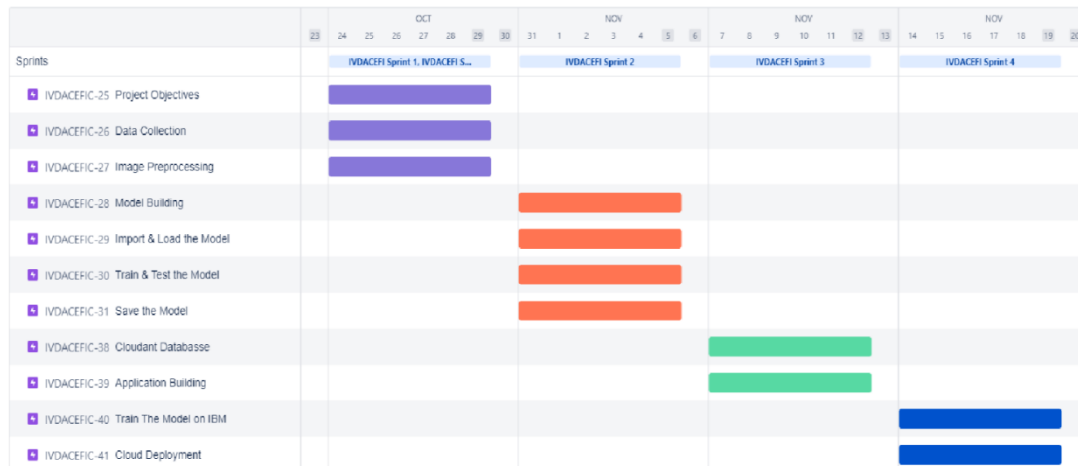 OCT NOV NOV NOV
23 24 25 26 27 28 29 30 31 1 2 3 4 5 6 7 8 9 10 11 12 13 14 15 16 17 18 19 20
Sprints IVDACEFI Sprint 1, IVDACEFI S... IVDACEFI Sprint 2 IVDACEFI Sprint 3 IVDACEFI Sprint 4
IVDACEFIC-25 Project Objectives
IVDACEFIC-26 Data Collection
IVDACEFIC-27 Image Preprocessing
IVDACEFIC-28 Model Building
IVDACEFIC-29 Import & Load the Model
IVDACEFIC-30 Train & Test the Model
IVDACEFIC-31 Save the Model
IVDACEFIC-38 Cloudant Databasse
IVDACEFIC-39 Application Building
IVDACEFIC-40 Train The Model on IBM
IVDACEFIC-41 Cloud Deployment